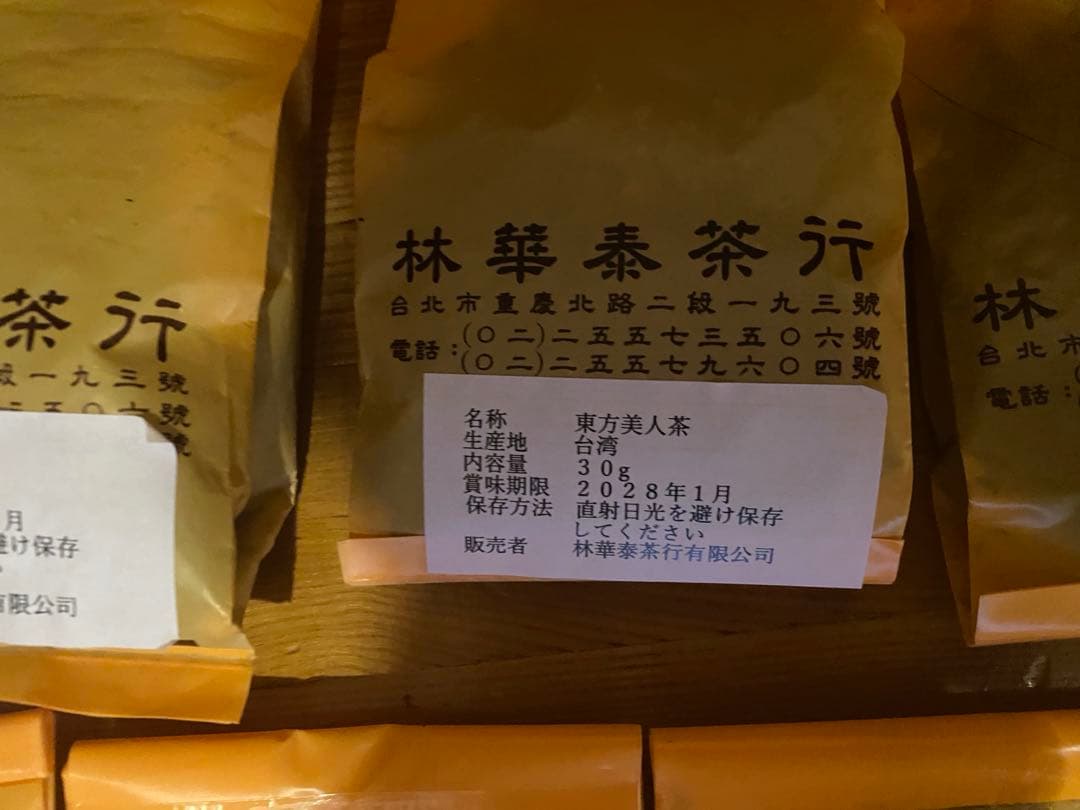 林華泰茶行
台北市重慶北路二段一九三號
電話：(〇二)二五五七三五〇六號
(〇二)二五五七九六〇四號
名称 東方美人茶
生産地 台湾
内容量 30g
賞味期限 2028年1月
保存方法 直射日光を避け保存
してください
販売者 林華泰茶行有限公司
茶行
段一九三號
五〇六號
號
月
避け保存
有限公司
林
台北市
電話：